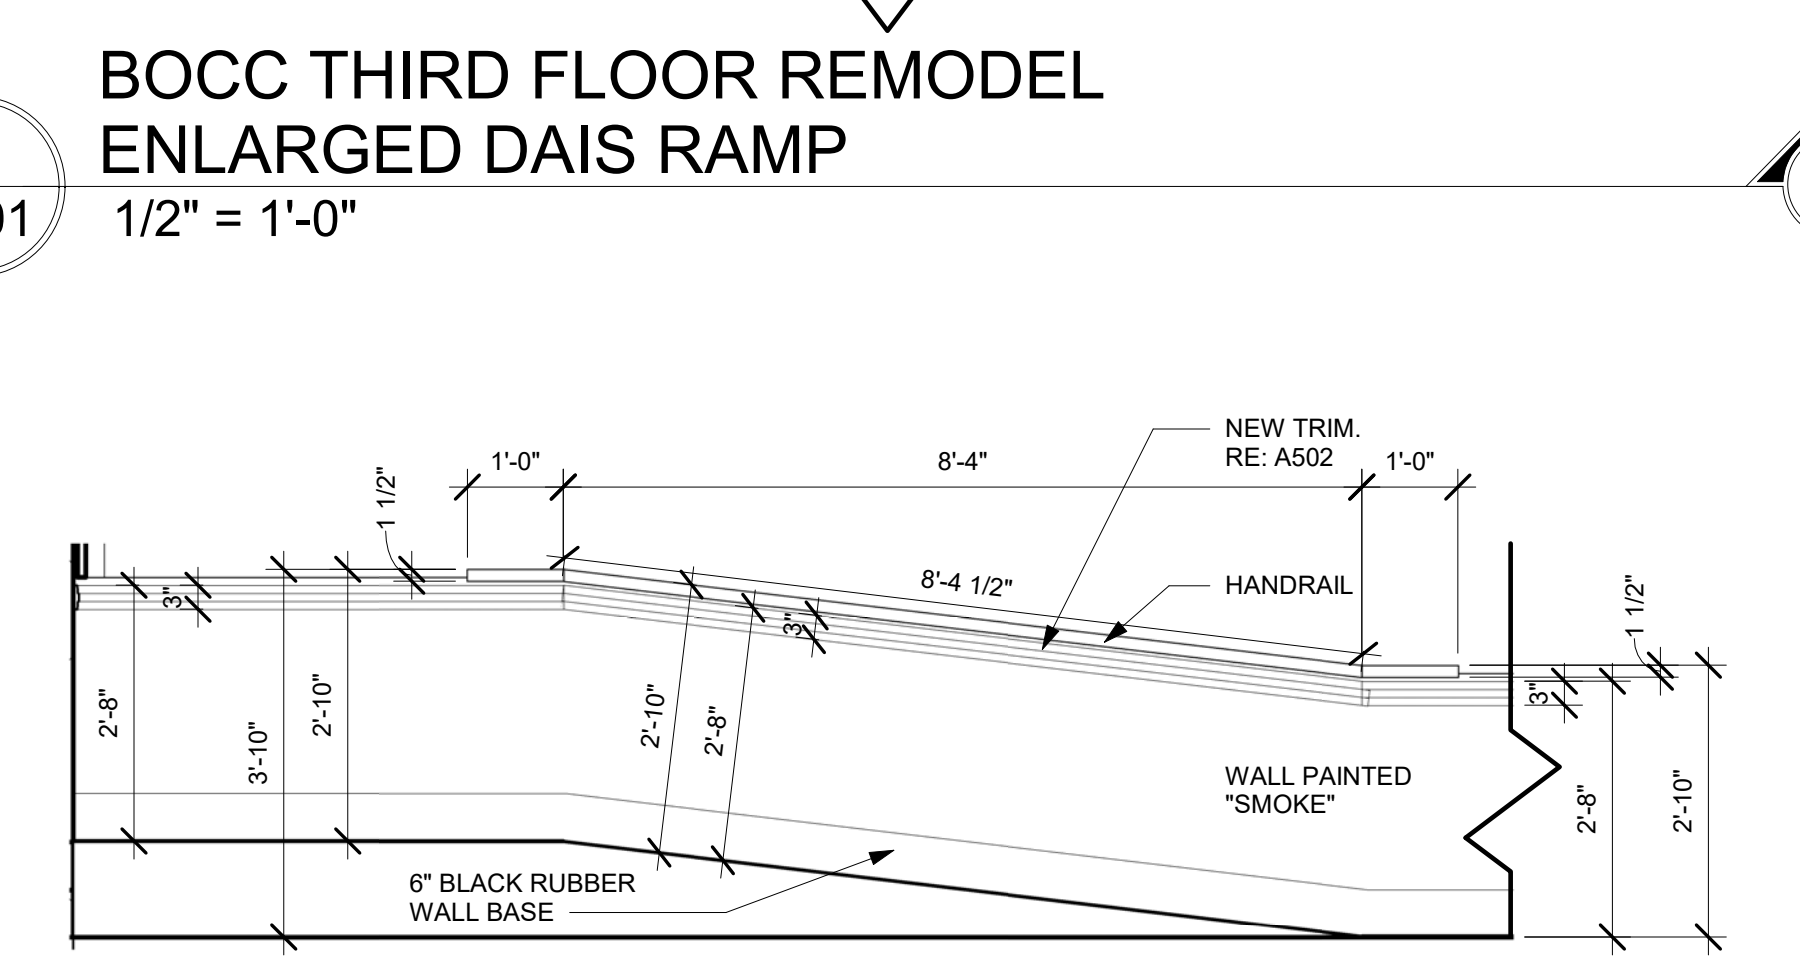 BOCC THIRD FLOOR REMODEL
ENLARGED DAIS RAMP
01
1/2" = 1'-0"
NEW TRIM.
RE: A502
1'-0"
8'-4"
1'-0"
1 1/2"
8'-4 1/2"
HANDRAIL
1 1/2"
3"
3"
3"
2'-8"
3'-10"
2'-10"
2'-10"
2'-8"
WALL PAINTED
"SMOKE"
2'-8"
2'-10"
6" BLACK RUBBER
WALL BASE